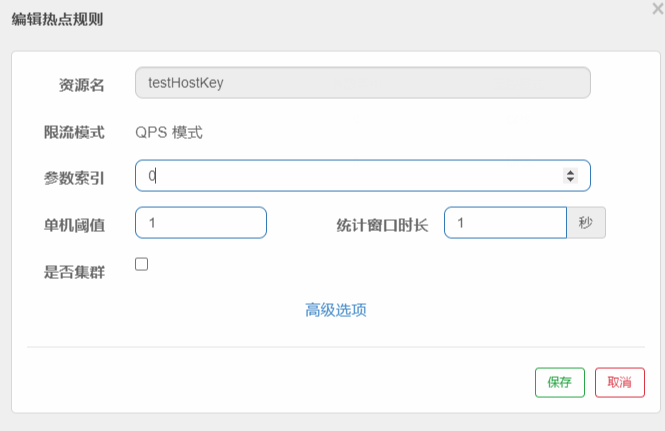 编辑热点规则
×
资源名 testHostKey
限流模式 QPS 模式
参数索引 0
单机阈值 1 统计窗口时长 1 秒
是否集群
高级选项
保存 取消